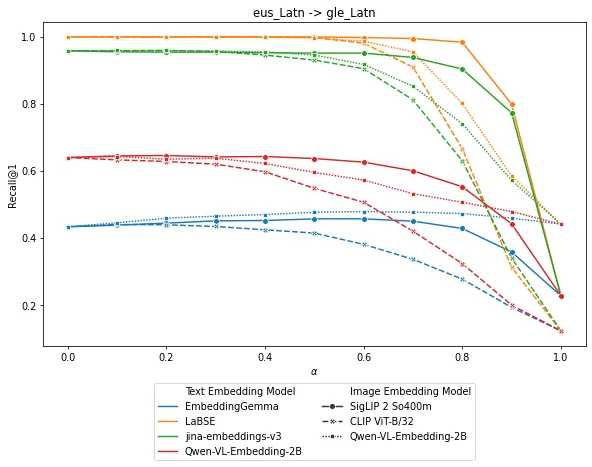 eus_Latn -> gle_Latn
Recall@1
1.0
0.8
0.6
0.4
0.2
0.0
0.2
0.4
0.6
0.8
1.0
α
Text Embedding Model
EmbeddingGemma
LaBSE
jina-embeddings-v3
Qwen-VL-Embedding-2B
Image Embedding Model
SigLIP 2 So400m
CLIP ViT-B/32
Qwen-VL-Embedding-2B